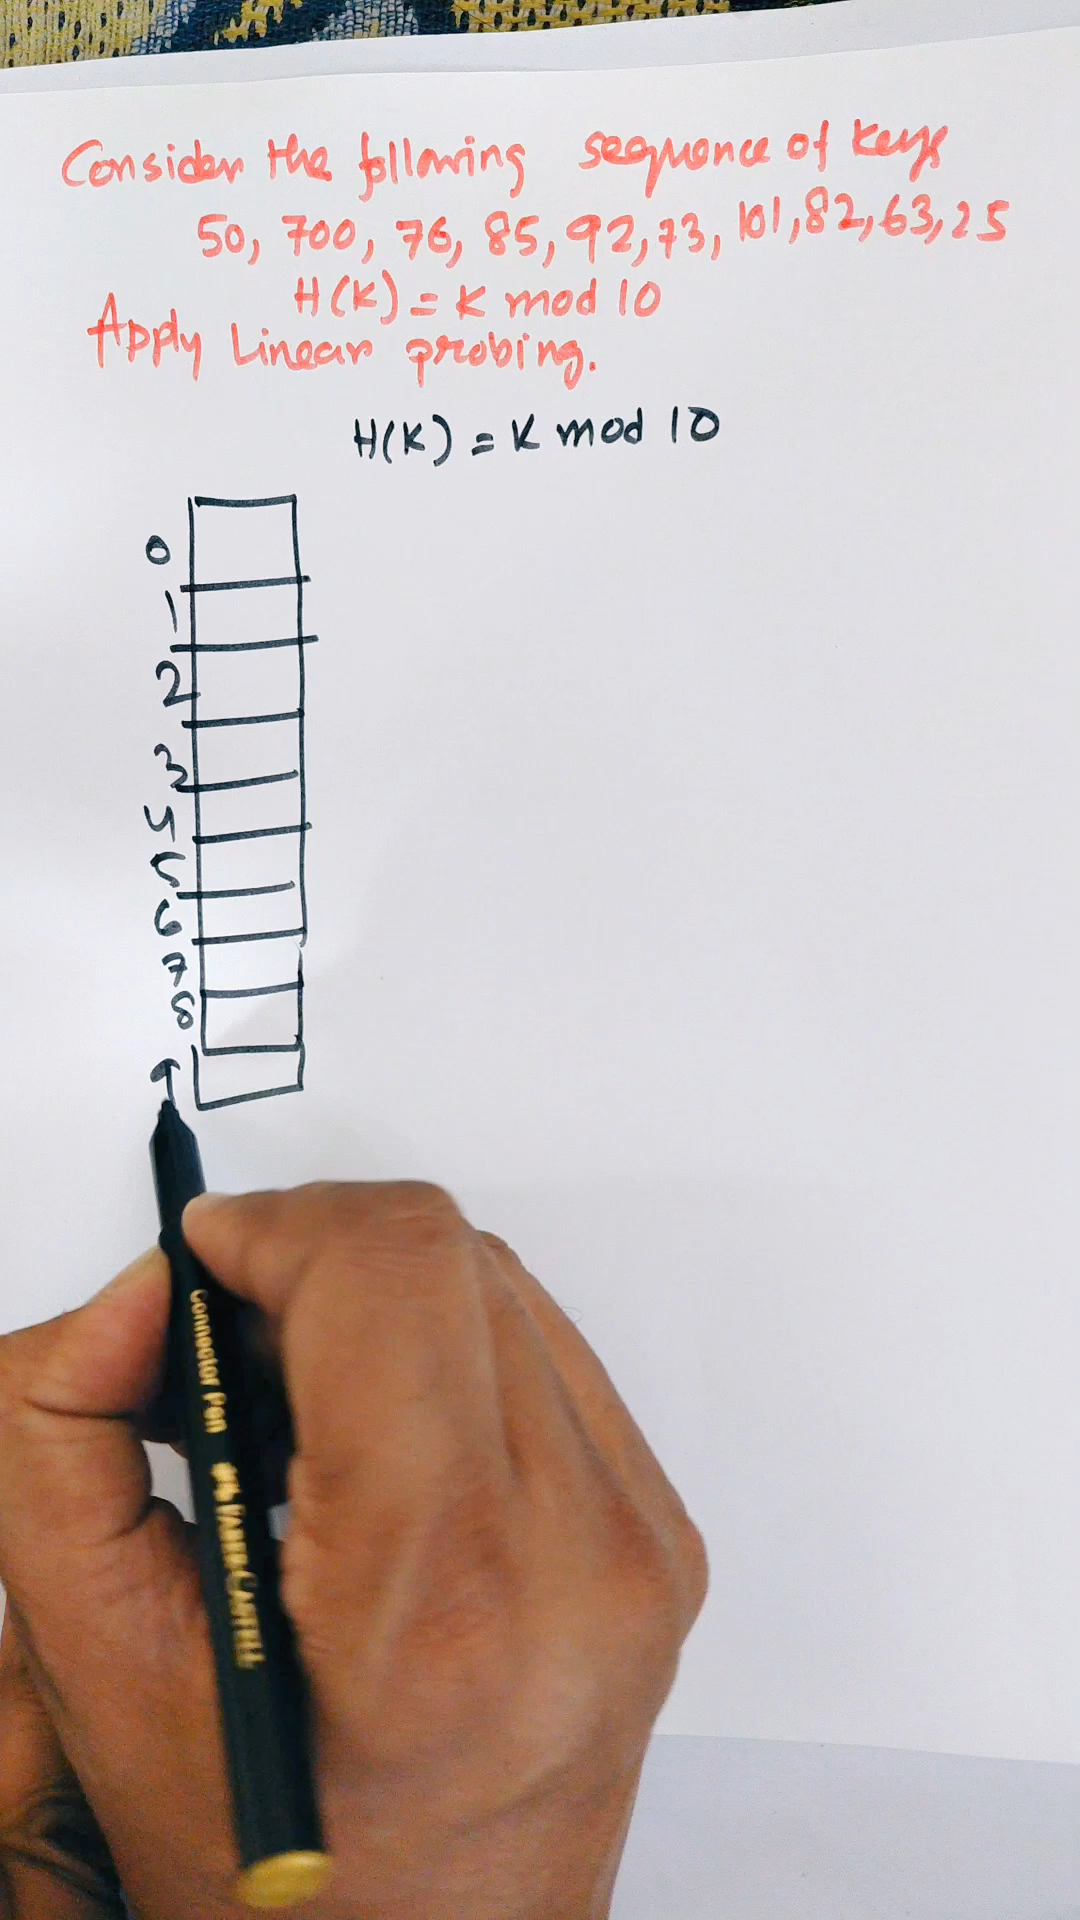 Consider the following sequence of keys
50, 700, 76, 85, 92, 73, 101, 82, 63, 25
H(K) = K mod 10
Apply Linear probing.
H(K) = K mod 10
0
1
2
3
4
5
6
7
8
9
Connector Pen
FABER-CASTELL